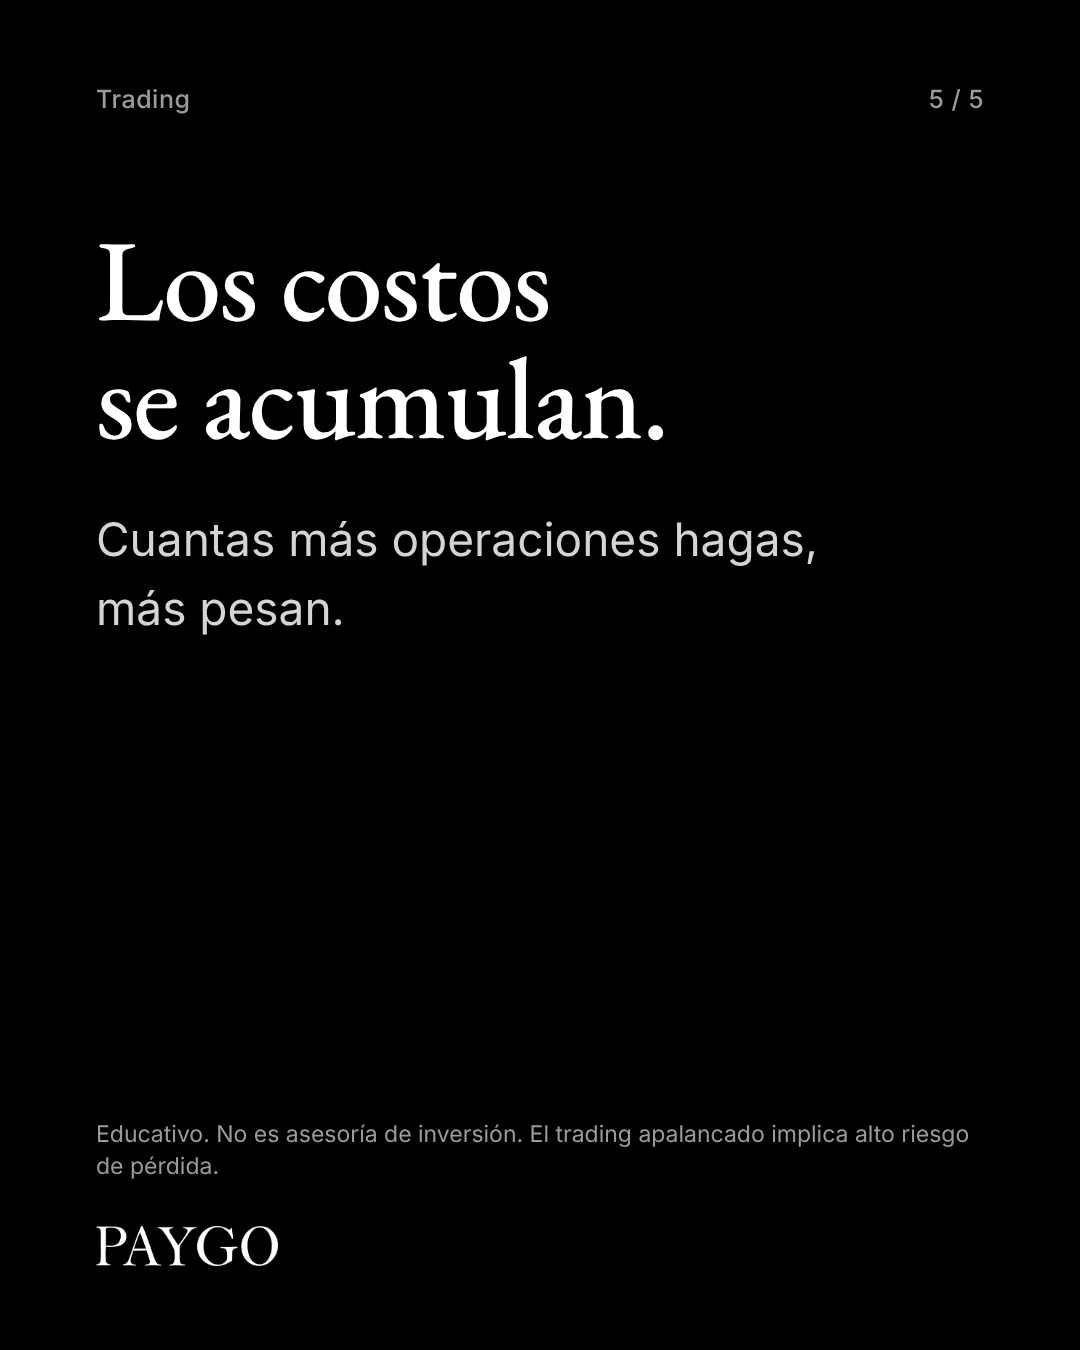 Trading
5 / 5
Los costos
se acumulan.
Cuantas más operaciones hagas,
más pesan.
Educativo. No es asesoría de inversión. El trading apalancado implica alto riesgo
de pérdida.
PAYGO